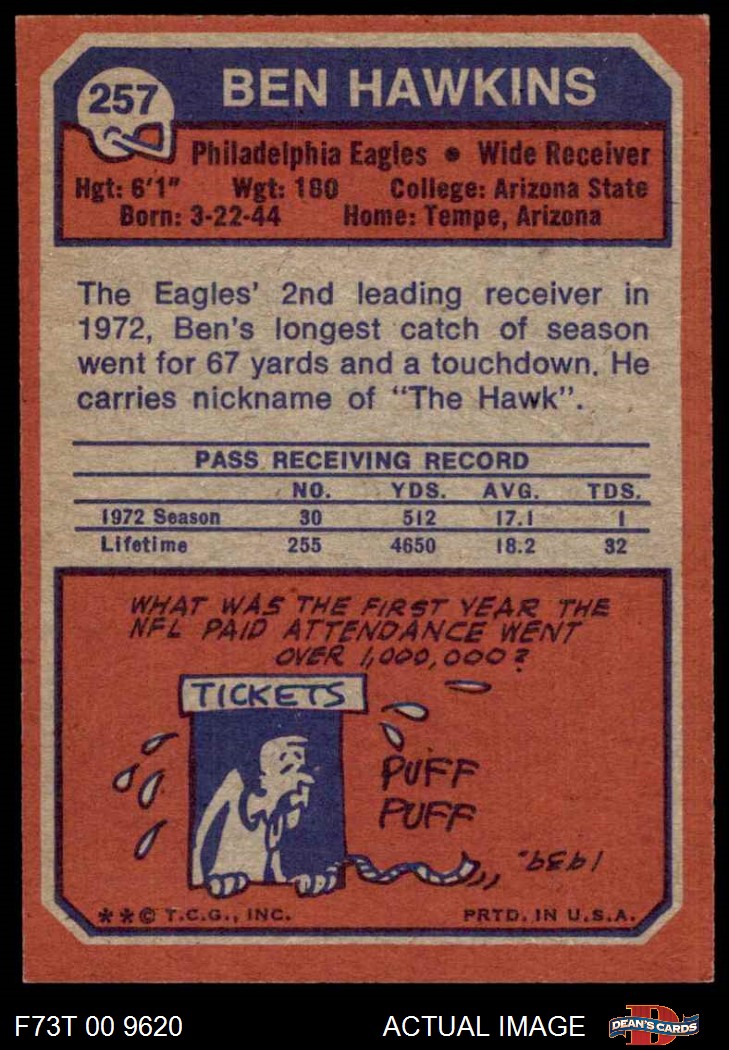 257
BEN HAWKINS
Philadelphia Eagles • Wide Receiver
Hgt: 6'1" Wgt: 180 College: Arizona State
Born: 3-22-44 Home: Tempe, Arizona
The Eagles' 2nd leading receiver in
1972, Ben's longest catch of season
went for 67 yards and a touchdown. He
carries nickname of "The Hawk".
PASS RECEIVING RECORD
NO. YDS. AVG. TDS.
1972 Season 30 512 17.1 1
Lifetime 255 4650 18.2 32
WHAT WAS THE FIRST YEAR THE
NFL PAID ATTENDANCE WENT
OVER 1,000,000?
TICKETS
PUFF
PUFF
1939.
**© T.C.G., INC. PRTD. IN U.S.A.
F73T 00 9620 ACTUAL IMAGE D DEAN'S CARDS